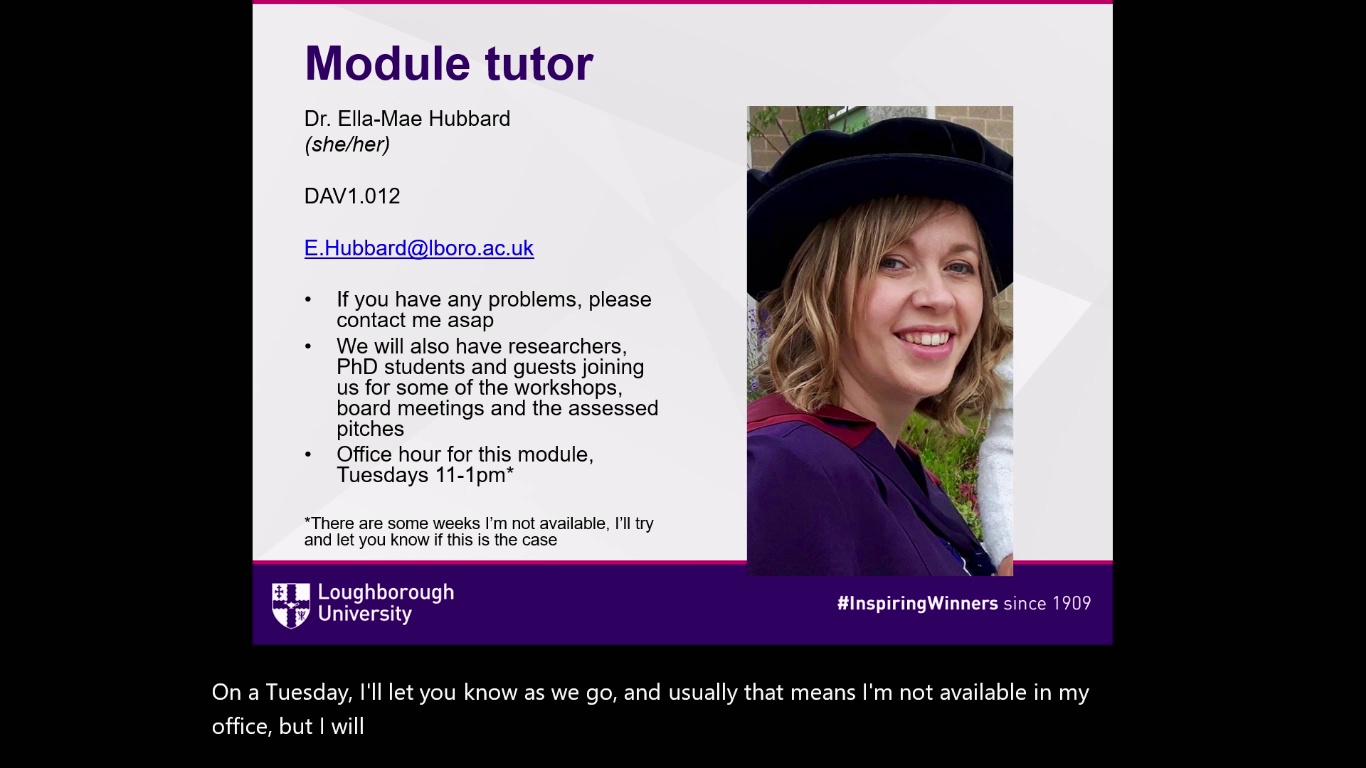 Module tutor
Dr. Ella-Mae Hubbard
(she/her)
DAV1.012
E.Hubbard@lboro.ac.uk
• If you have any problems, please
contact me asap
• We will also have researchers,
PhD students and guests joining
us for some of the workshops,
board meetings and the assessed
pitches
• Office hour for this module,
Tuesdays 11-1pm*
*There are some weeks I'm not available, I'll try
and let you know if this is the case
Loughborough
University
#InspiringWinners since 1909
On a Tuesday, I'll let you know as we go, and usually that means I'm not available in my
office, but I will